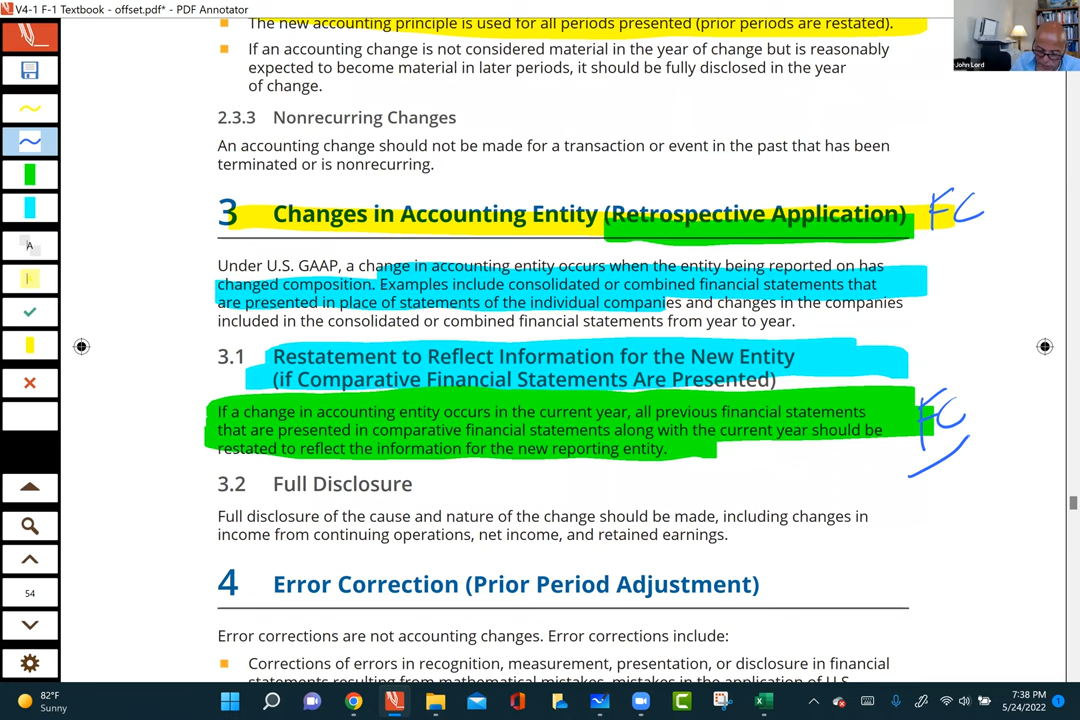 V4-1 F-1 Textbook - offset.pdf* - PDF Annotator
The new accounting principle is used for all periods presented (prior periods are restated).
If an accounting change is not considered material in the year of change but is reasonably
expected to become material in later periods, it should be fully disclosed in the year
of change.
John Lord
2.3.3 Nonrecurring Changes
An accounting change should not be made for a transaction or event in the past that has been
terminated or is nonrecurring.
3 Changes in Accounting Entity (Retrospective Application) FC
Under U.S. GAAP, a change in accounting entity occurs when the entity being reported on has
changed composition. Examples include consolidated or combined financial statements that
are presented in place of statements of the individual companies and changes in the companies
included in the consolidated or combined financial statements from year to year.
3.1 Restatement to Reflect Information for the New Entity
(if Comparative Financial Statements Are Presented)
If a change in accounting entity occurs in the current year, all previous financial statements
that are presented in comparative financial statements along with the current year should be
restated to reflect the information for the new reporting entity.
FC
3.2 Full Disclosure
Full disclosure of the cause and nature of the change should be made, including changes in
income from continuing operations, net income, and retained earnings.
4 Error Correction (Prior Period Adjustment)
Error corrections are not accounting changes. Error corrections include:
Corrections of errors in recognition, measurement, presentation, or disclosure in financial
statements resulting from mathematical mistakes, mistakes in the application of U.S.
A
54
82°F
Sunny
7:38 PM
5/24/2022